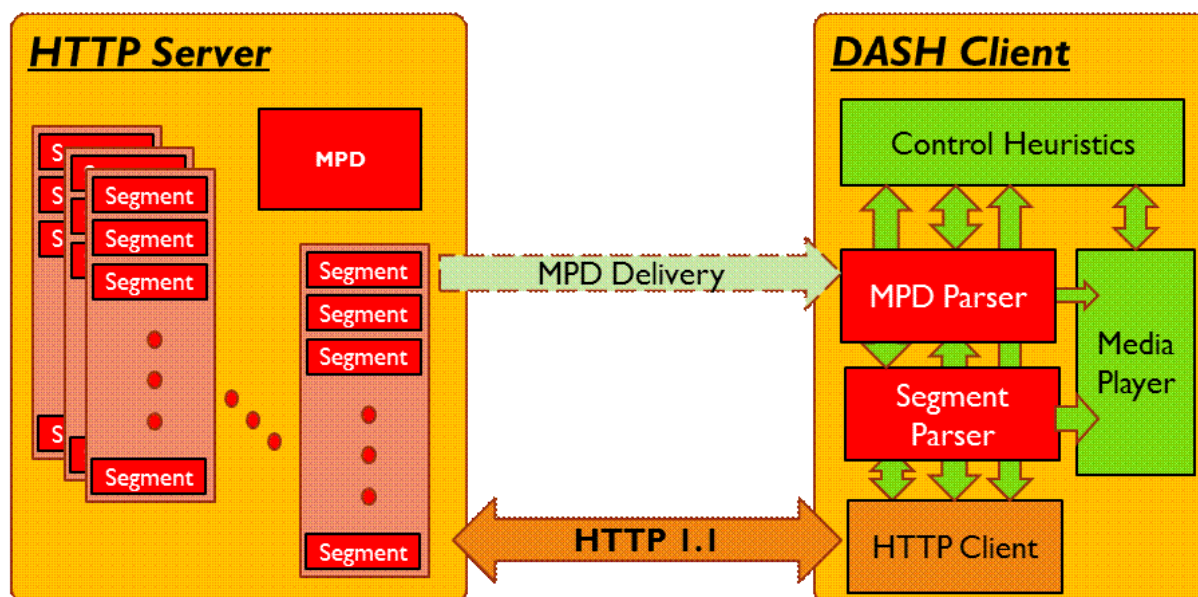 HTTP Server
MPD
S
S
S
S
S
Segment
Segment
Segment
Segment
Segment
Segment
Segment
Segment
MPD Delivery
HTTP 1.1
DASH Client
Control Heuristics
MPD Parser
Segment
Parser
Media
Player
HTTP Client